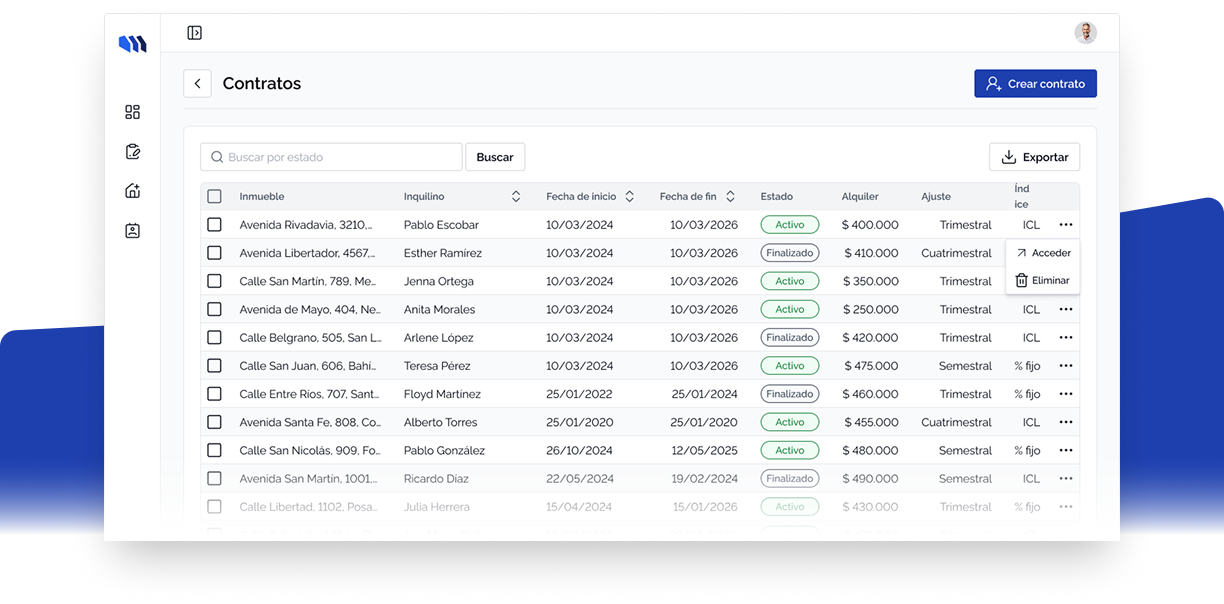 Contratos
Crear contrato
Buscar por estado
Buscar
Exportar
Inmueble Inquilino Fecha de inicio Fecha de fin Estado Alquiler Ajuste Índ
ice
Avenida Rivadavia, 3210,... Pablo Escobar 10/03/2024 10/03/2026 Activo $ 400.000 Trimestral ICL
Avenida Libertador, 4567,... Esther Ramírez 10/03/2024 10/03/2026 Finalizado $ 410.000 Cuatrimestral Acceder
Calle San Martín, 789, Me... Jenna Ortega 10/03/2024 10/03/2026 Activo $ 350.000 Trimestral Eliminar
Avenida de Mayo, 404, Ne... Anita Morales 10/03/2024 10/03/2026 Activo $ 250.000 Trimestral ICL
Calle Belgrano, 505, San L... Arlene López 10/03/2024 10/03/2026 Finalizado $ 420.000 Trimestral ICL
Calle San Juan, 606, Bahí... Teresa Pérez 10/03/2024 10/03/2026 Activo $ 475.000 Semestral % fijo
Calle Entre Ríos, 707, Sant... Floyd Martínez 25/01/2022 25/01/2024 Finalizado $ 460.000 Trimestral % fijo
Avenida Santa Fe, 808, Co... Alberto Torres 25/01/2020 25/01/2020 Activo $ 455.000 Cuatrimestral ICL
Calle San Nicolás, 909, Fo... Pablo González 26/10/2024 12/05/2025 Activo $ 480.000 Semestral % fijo
Avenida San Martín, 1001,... Ricardo Díaz 22/05/2024 19/02/2024 Finalizado $ 490.000 Semestral ICL
Calle Libertad, 1102, Posa... Julia Herrera 15/04/2024 15/01/2026 Activo $ 430.000 Trimestral % fijo